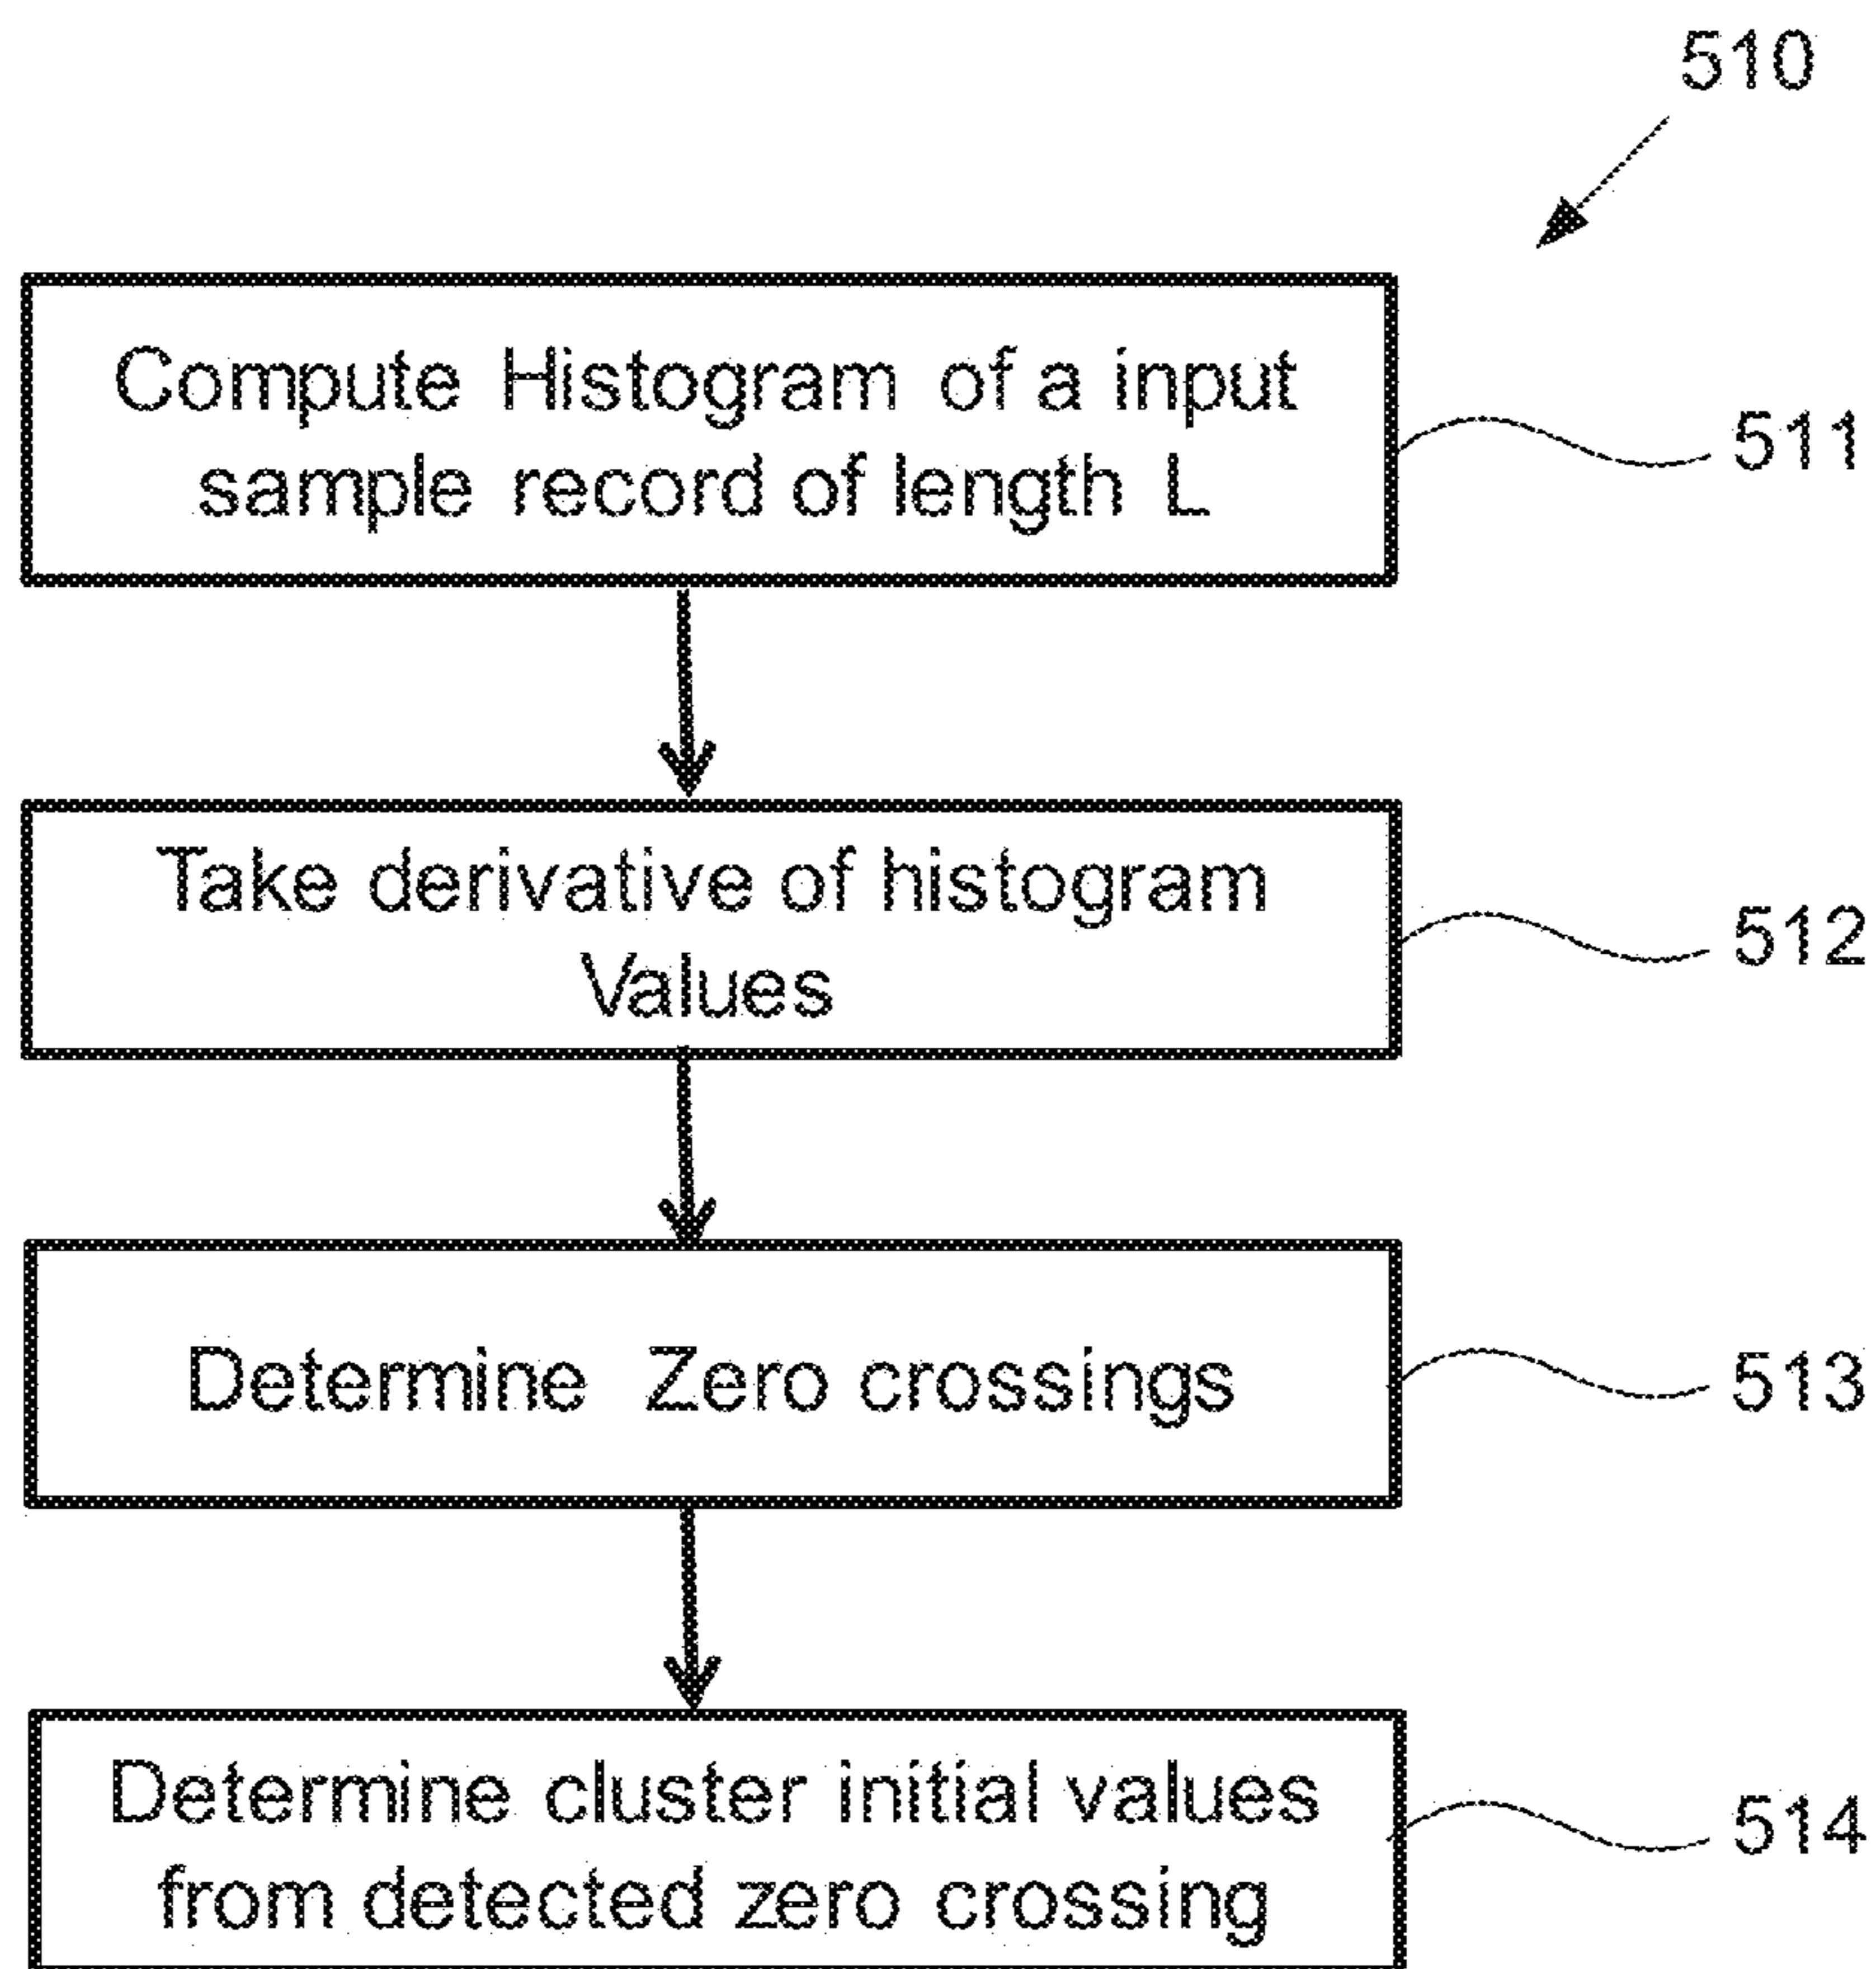 510
Compute Histogram of a input
sample record of length L
511
Take derivative of histogram
Values
512
Determine Zero crossings
513
Determine cluster initial values
from detected zero crossing
514